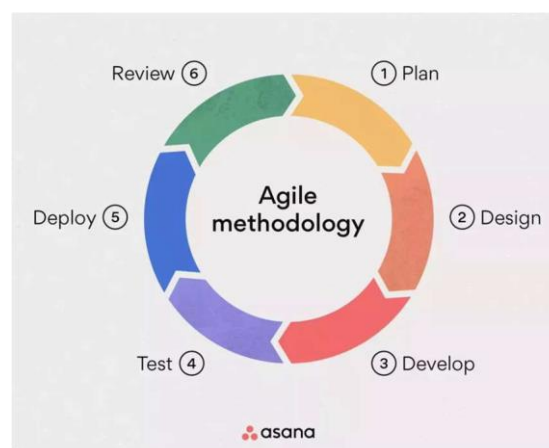 Review 6
1 Plan
Agile
methodology
Deploy 5
2 Design
Test 4
3 Develop
asana